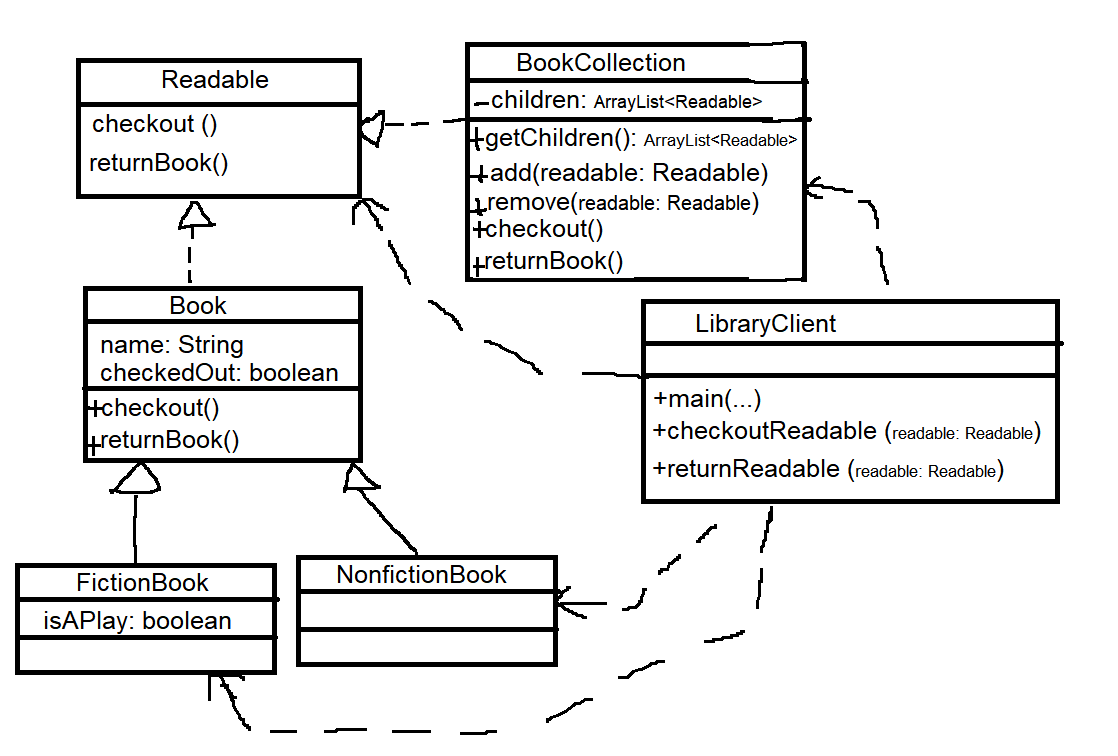 Readable
checkout ()
returnBook()
BookCollection
-children: ArrayList<Readable>
+getChildren(): ArrayList<Readable>
+add(readable: Readable)
+remove(readable: Readable)
+checkout()
+returnBook()
Book
name: String
checkedOut: boolean
+checkout()
+returnBook()
LibraryClient
+main(...)
+checkoutReadable (readable: Readable)
+returnReadable (readable: Readable)
FictionBook
isAPlay: boolean
NonfictionBook